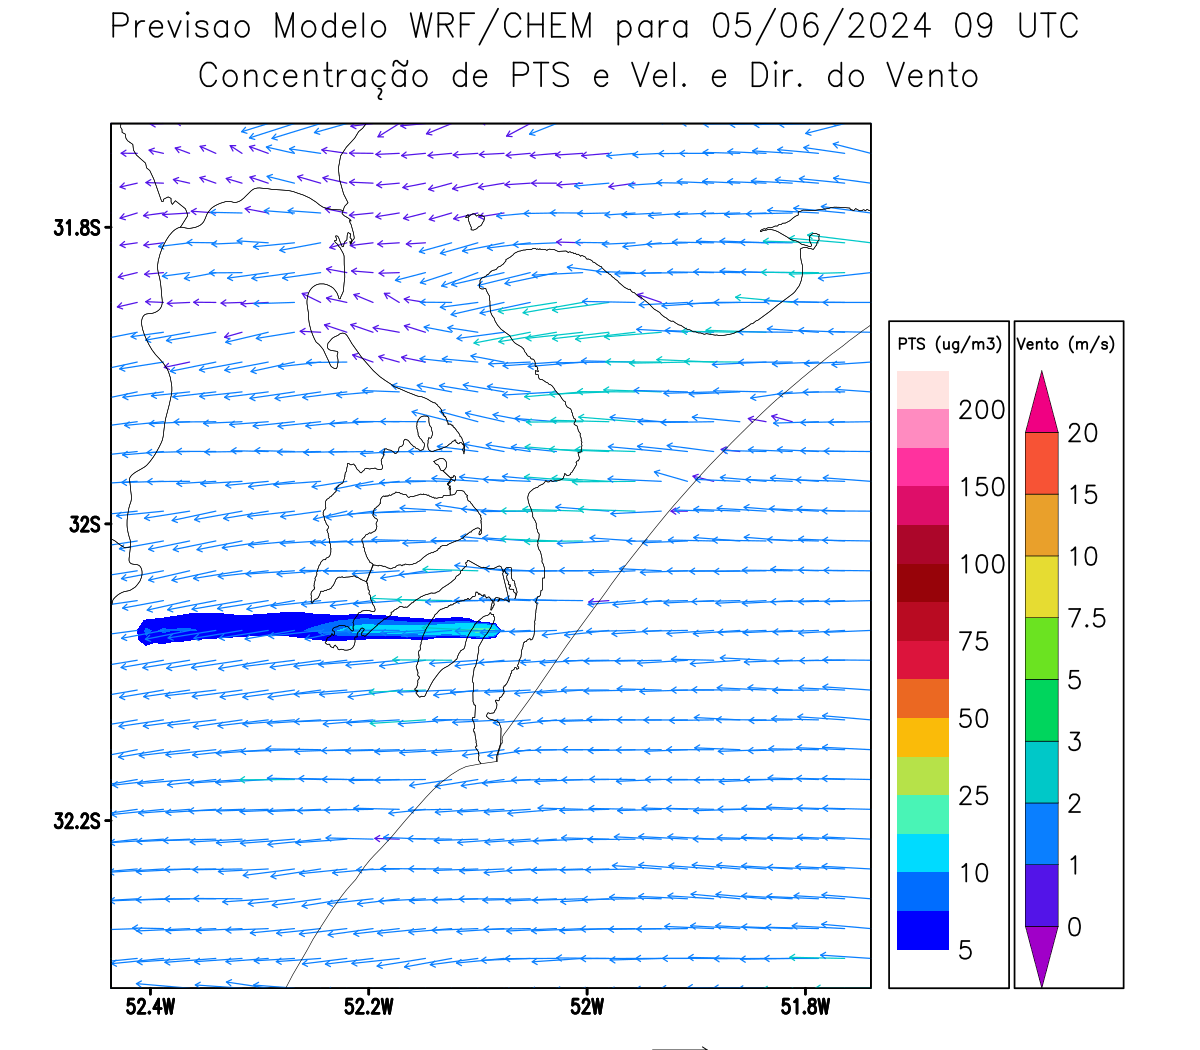 Previsao Modelo WRF/CHEM para 05/06/2024 09 UTC
Concentração de PTS e Vel. e Dir. do Vento
31.8S
32S
32.2S
52.4W
52.2W
52W
51.8W
PTS (ug/m3)
200
150
100
75
50
25
10
5
Vento (m/s)
20
15
10
7.5
5
3
2
1
0